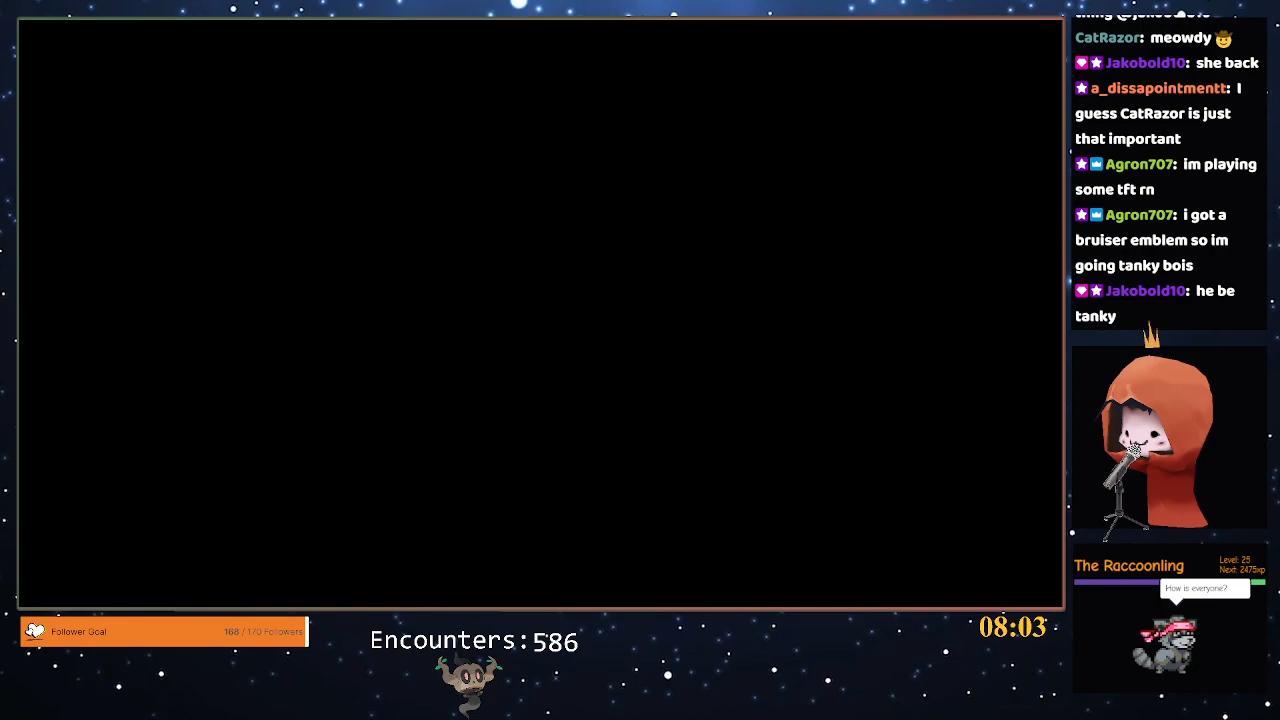 CatRazor: meowdy 🤠
Jakobold10: she back
a_dissapointmentt: I
guess CatRazor is just
that important
Agron707: im playing
some tft rn
Agron707: i got a
bruiser emblem so im
going tanky bois
Jakobold10: he be
tanky
The Raccoonling
Level: 25
Next: 2475xp
How is everyone?
Follower Goal
168 / 170 Followers
Encounters:586
08:03